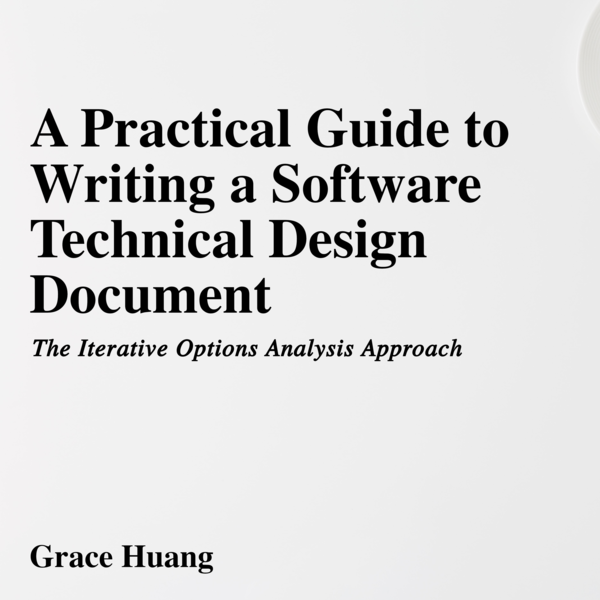 A Practical Guide to
Writing a Software
Technical Design
Document
The Iterative Options Analysis Approach
Grace Huang